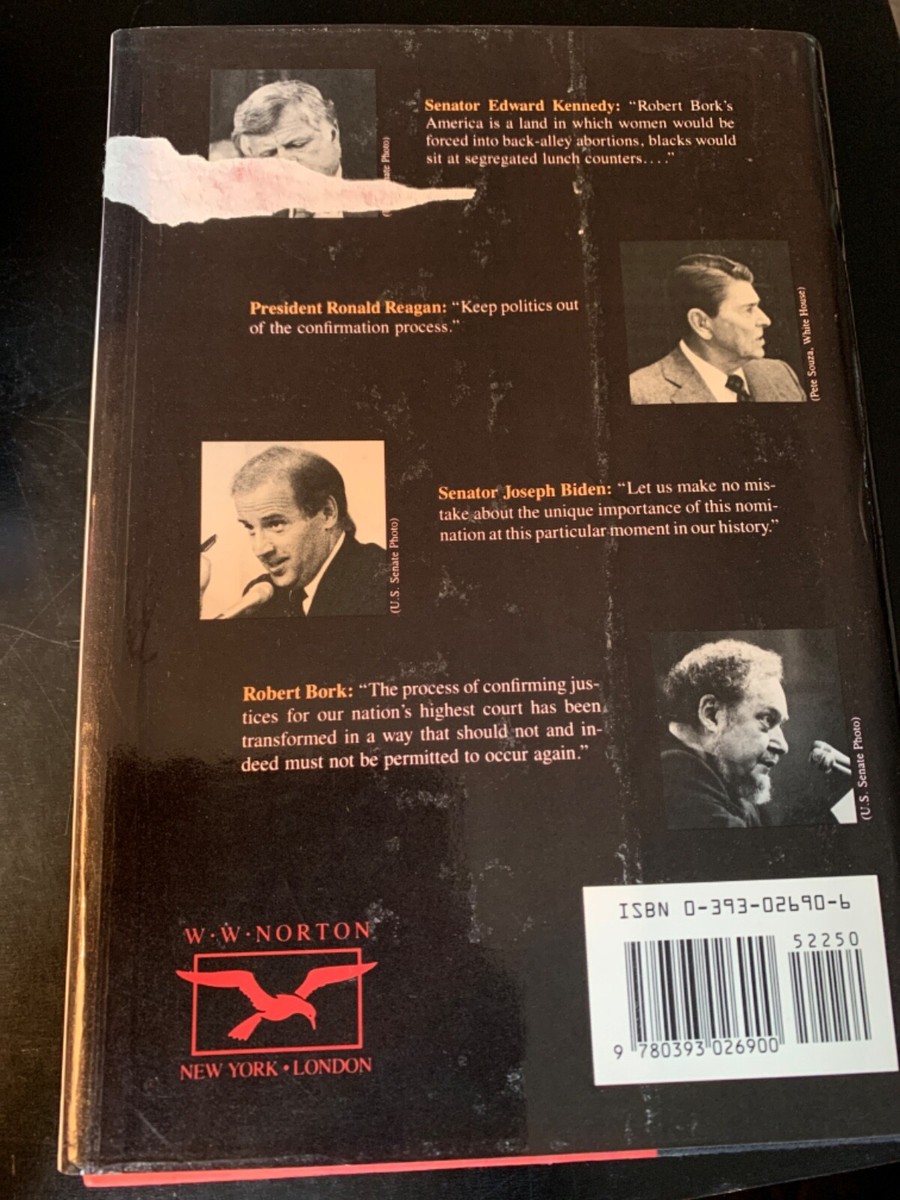 Senator Edward Kennedy: “Robert Bork’s
America is a land in which women would be
forced into back-alley abortions, blacks would
sit at segregated lunch counters. . . .”
Photo)
President Ronald Reagan: “Keep politics out
of the confirmation process.”
(Pete Souza, White House)
Senator Joseph Biden: “Let us make no mis-
take about the unique importance of this nomi-
nation at this particular moment in our history.”
(U.S. Senate Photo)
Robert Bork: “The process of confirming jus-
tices for our nation’s highest court has been
transformed in a way that should not and in-
deed must not be permitted to occur again.”
(U.S. Senate Photo)
W·W·NORTON
NEW YORK • LONDON
ISBN 0-393-02690-6
52250
9 780393 026900